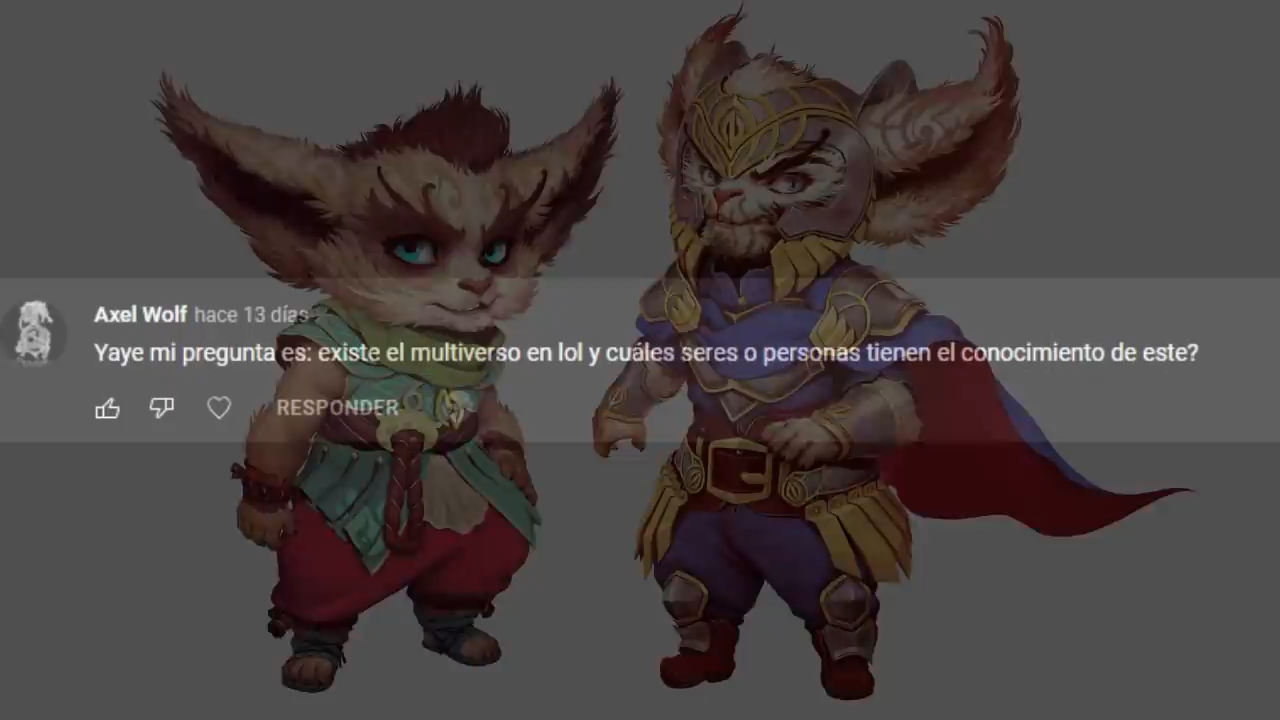 Axel Wolf hace 13 días
Yaye mi pregunta es: existe el multiverso en lol y cuáles seres o personas tienen el conocimiento de este?
RESPONDER